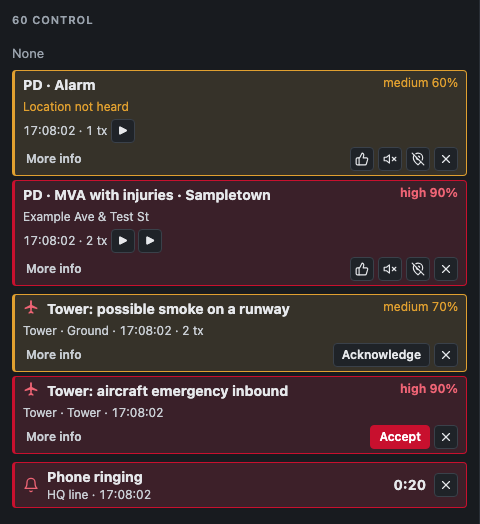 60 CONTROL
None
PD · Alarm medium 60%
Location not heard
17:08:02 · 1 tx
More info
PD · MVA with injuries · Sampletown high 90%
Example Ave & Test St
17:08:02 · 2 tx
More info
Tower: possible smoke on a runway medium 70%
Tower · Ground · 17:08:02 · 2 tx
More info Acknowledge
Tower: aircraft emergency inbound high 90%
Tower · Tower · 17:08:02
More info Accept
Phone ringing 0:20
HQ line · 17:08:02